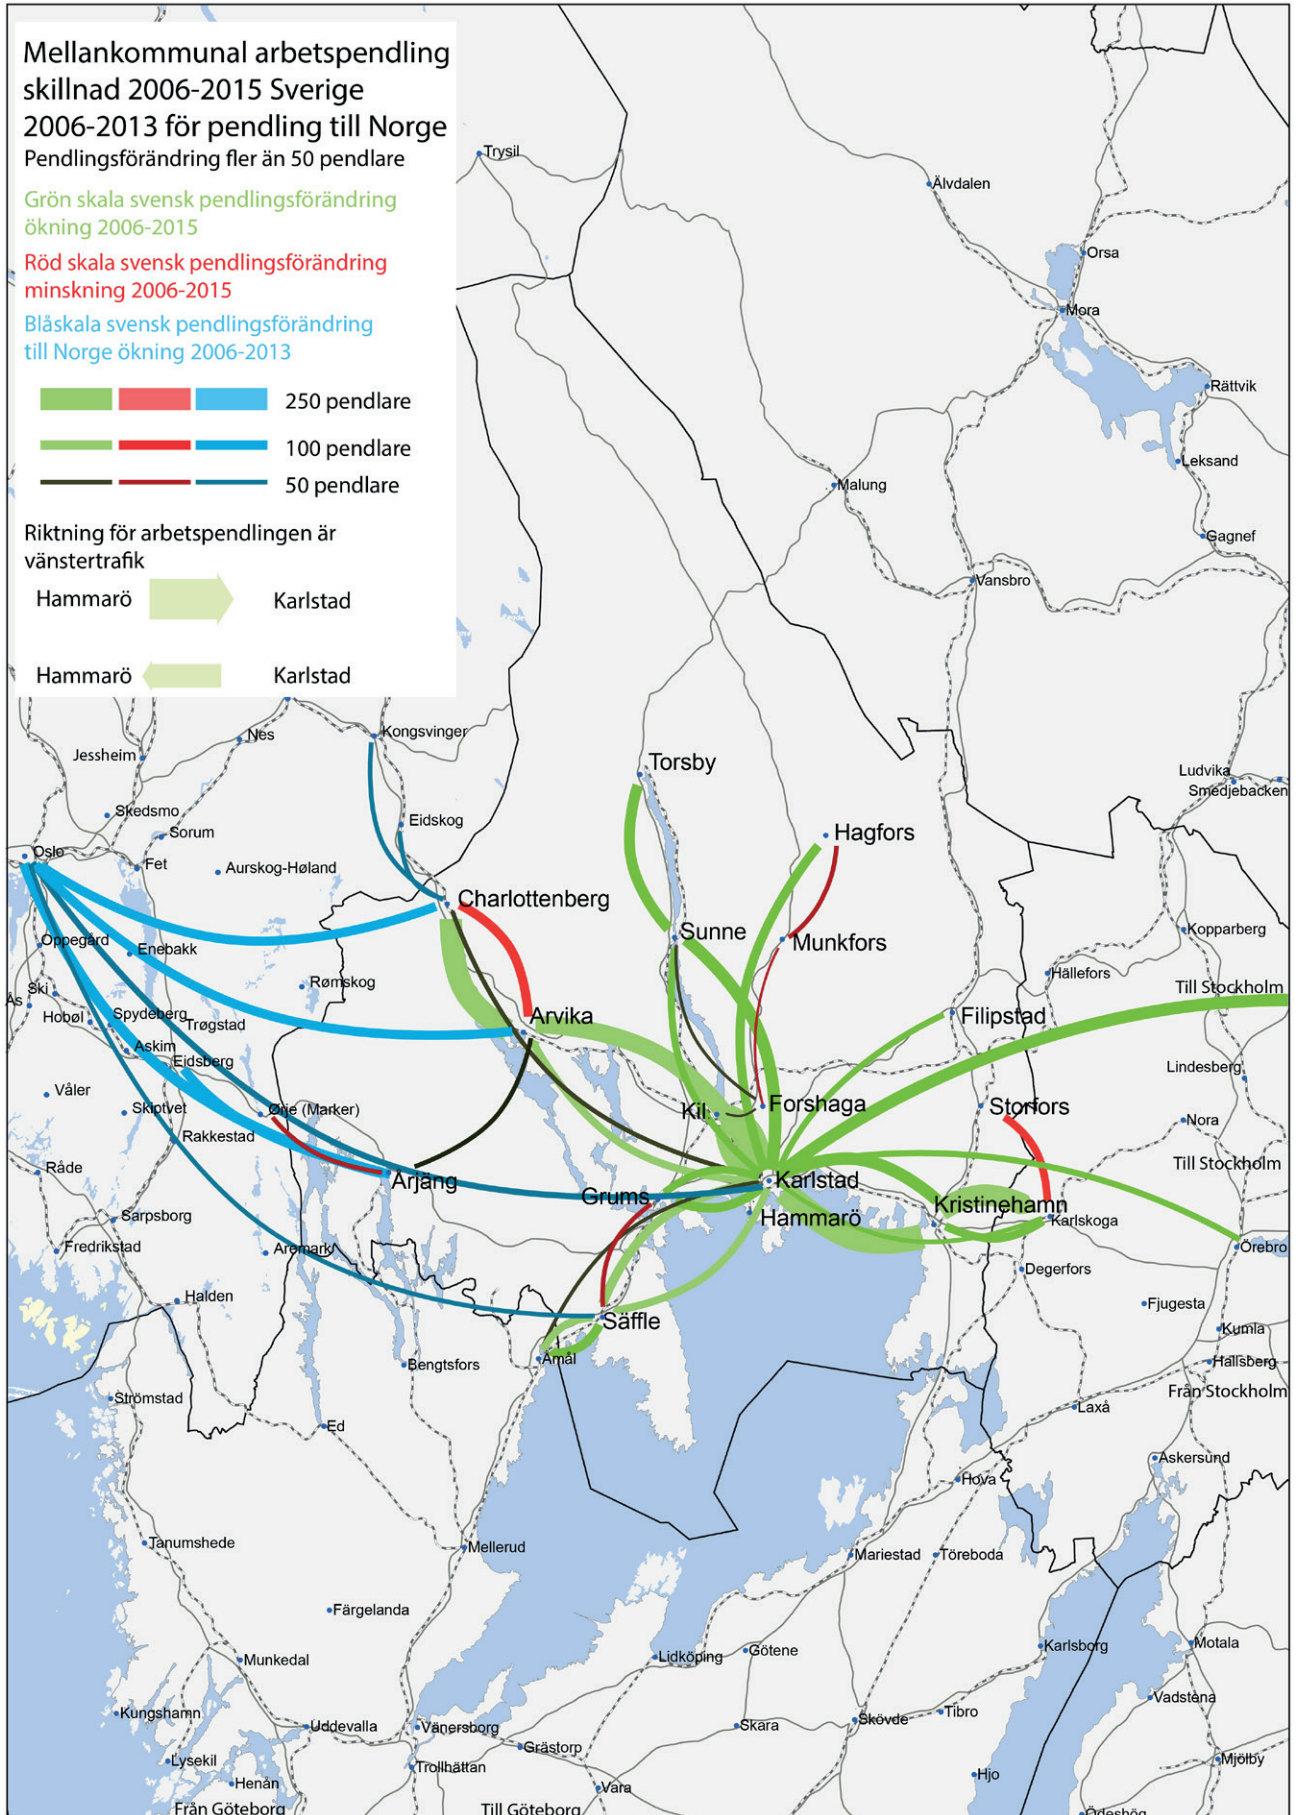 Mellankommunal arbetspendling
skillnad 2006-2015 Sverige
2006-2013 för pendling till Norge
Pendlingsförändring fler än 50 pendlare
Grön skala svensk pendlingsförändring
ökning 2006-2015
Röd skala svensk pendlingsförändring
minskning 2006-2015
Blåskala svensk pendlingsförändring
till Norge ökning 2006-2013
250 pendlare
100 pendlare
50 pendlare
Riktning för arbetspendlingen är
vänstertrafik
Hammarö Karlstad
Hammarö Karlstad
Trysil
Älvdalen
Orsa
Mora
Rättvik
Leksand
Malung
Gagnef
Vansbro
Kongsvinger
Nes
Jessheim
Torsby
Ludvika
Smedjebacken
Skedsmo
Eidskog
Sorum
Hagfors
Oslo
Fet
Aurskog-Høland
Charlottenberg
Kopparberg
Sunne
Munkfors
Oppegård
Enebakk
Hällefors
Rømskog
Till Stockholm
Ski
Ås
Hobøl
Spydeberg
Trøgstad
Arvika
Filipstad
Askim
Eidsberg
Lindesberg
Våler
Skiptvet
Ørje (Marker)
Kil
Forshaga
Storfors
Nora
Rakkestad
Till Stockholm
Råde
Årjäng
Karlstad
Grums
Kristinehamn
Sarpsborg
Hammarö
Karlskoga
Fredrikstad
Aremark
Örebro
Degerfors
Halden
Fjugesta
Säffle
Kumla
Åmål
Bengtsfors
Hallsberg
Från Stockholm
Strömstad
Laxå
Ed
Askersund
Hova
Tanumshede
Mellerud
Mariestad
Töreboda
Färgelanda
Munkedal
Lidköping
Götene
Karlsborg
Motala
Vadstena
Kungshamn
Uddevalla
Vänersborg
Skara
Skövde
Tibro
Grästorp
Lysekil
Trollhättan
Mjölby
Henån
Vara
Hjo
Från Göteborg
Till Göteborg
Ödeshög